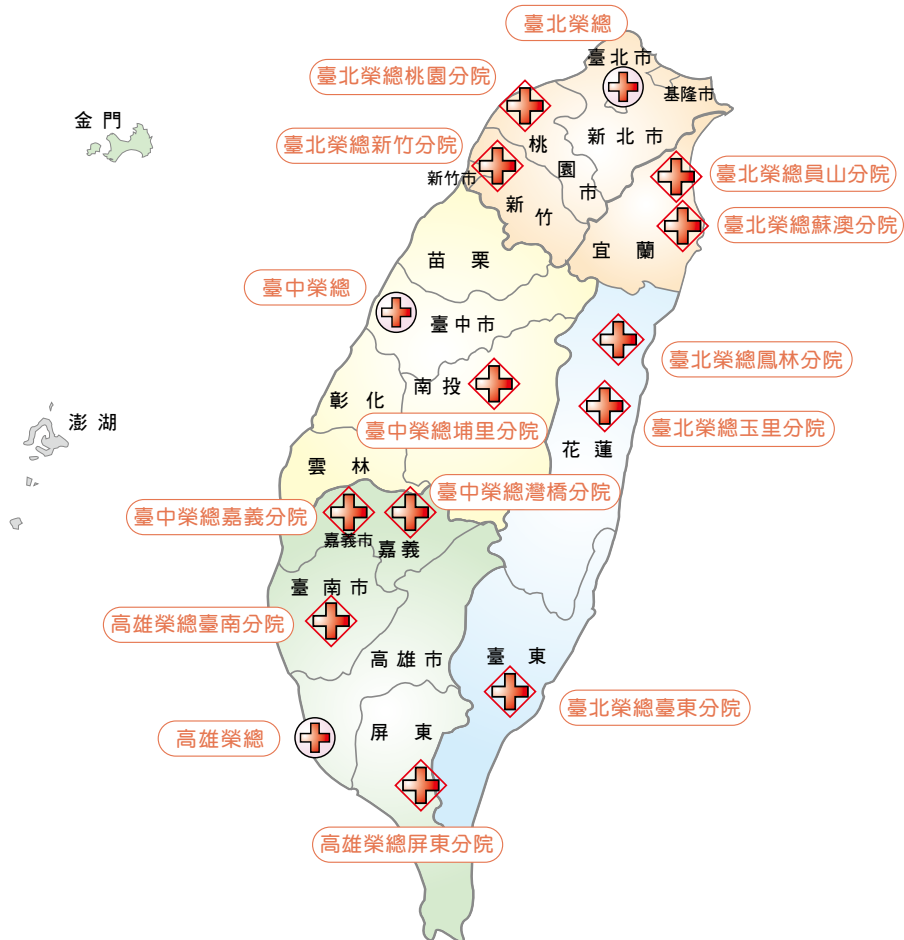 臺北榮總
臺北市
臺北榮總桃園分院
基隆市
金門
桃園市
新北市
臺北榮總新竹分院
新竹市
新竹
臺北榮總員山分院
臺北榮總蘇澳分院
宜蘭
苗栗
臺中榮總
臺中市
臺北榮總鳳林分院
南投
彰化
澎湖
臺中榮總埔里分院
臺北榮總玉里分院
花蓮
雲林
臺中榮總灣橋分院
臺中榮總嘉義分院
嘉義市
嘉義
臺南市
高雄榮總臺南分院
高雄市
臺東
臺北榮總臺東分院
高雄榮總
屏東
高雄榮總屏東分院